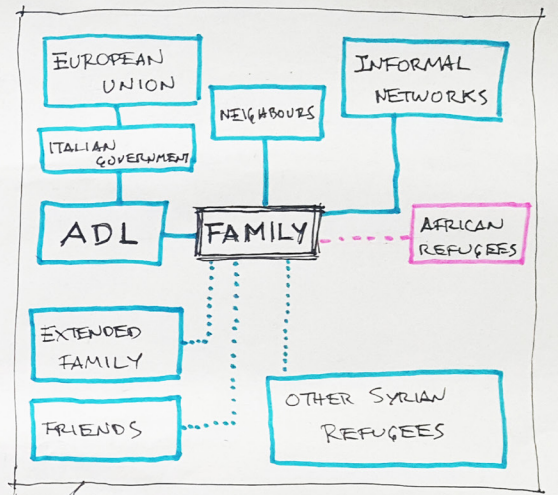 EUROPEAN
UNION
INFORMAL
NETWORKS
NEIGHBOURS
ITALIAN
GOVERNMENT
ADL
FAMILY
AFRICAN
REFUGEES
EXTENDED
FAMILY
FRIENDS
OTHER SYRIAN
REFUGEES